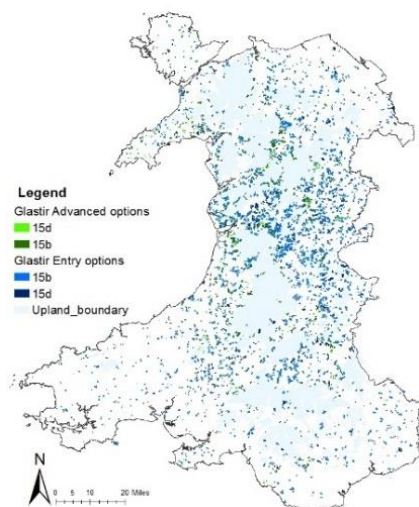 Legend
Glastir Advanced options
15d
15b
Glastir Entry options
15b
15d
Upland_boundary
N
0 5 10 20 Miles